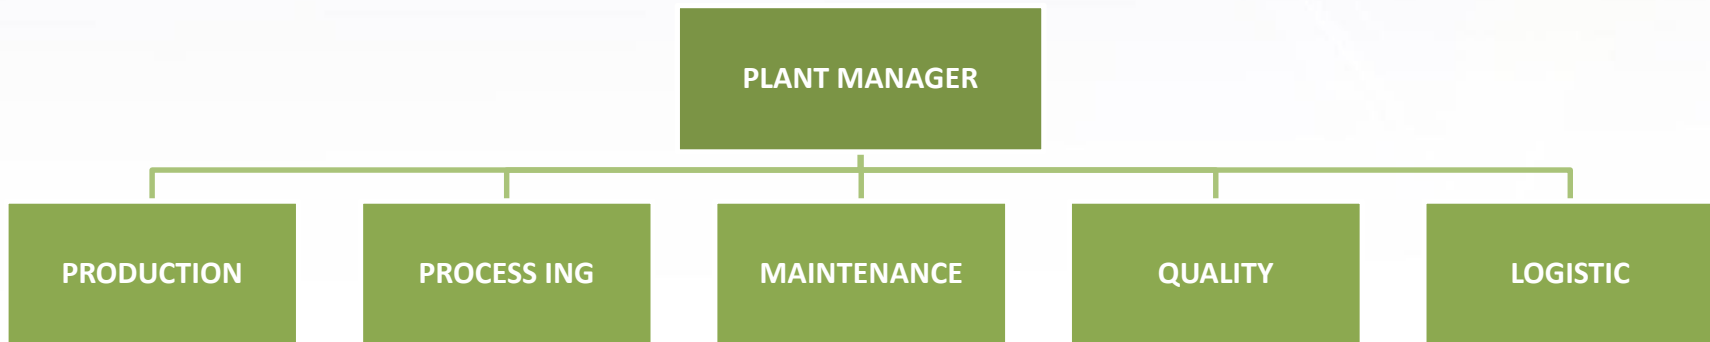 PLANT MANAGER
PRODUCTION
PROCESS ING
MAINTENANCE
QUALITY
LOGISTIC